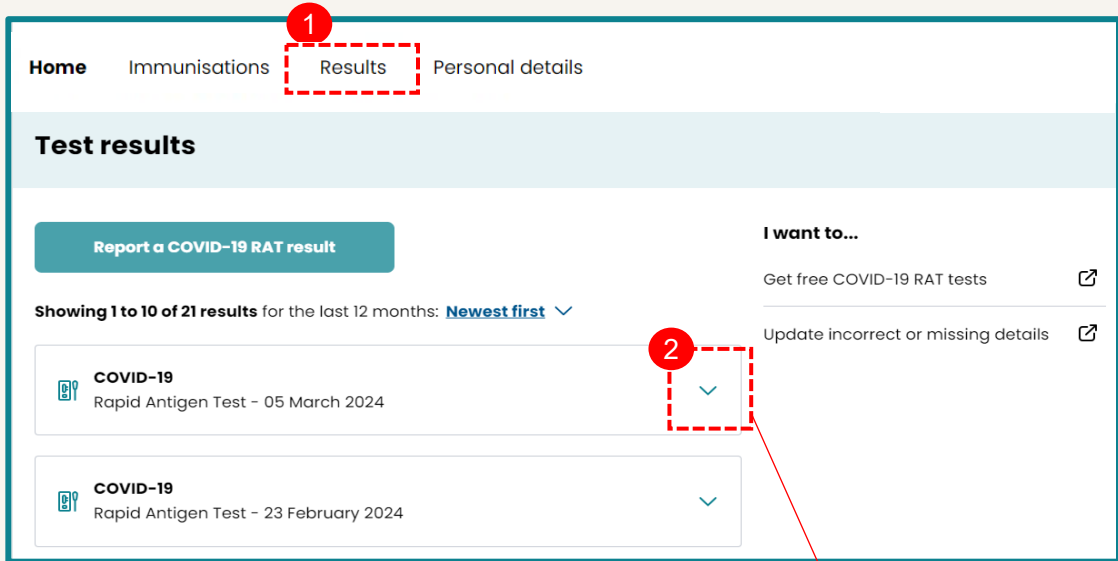 1
Home Immunisations Results Personal details
Test results
Report a COVID-19 RAT result
Showing 1 to 10 of 21 results for the last 12 months: Newest first
2
COVID-19
Rapid Antigen Test - 05 March 2024
COVID-19
Rapid Antigen Test - 23 February 2024
I want to...
Get free COVID-19 RAT tests
Update incorrect or missing details